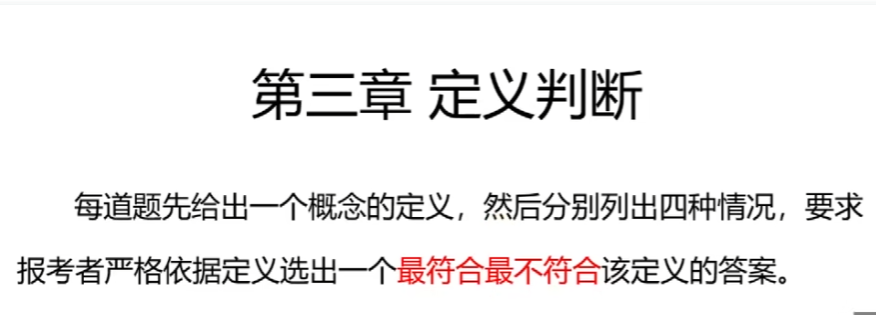 第三章 定义判断
每道题先给出一个概念的定义，然后分别列出四种情况，要求
报考者严格依据定义选出一个最符合最不符合该定义的答案。